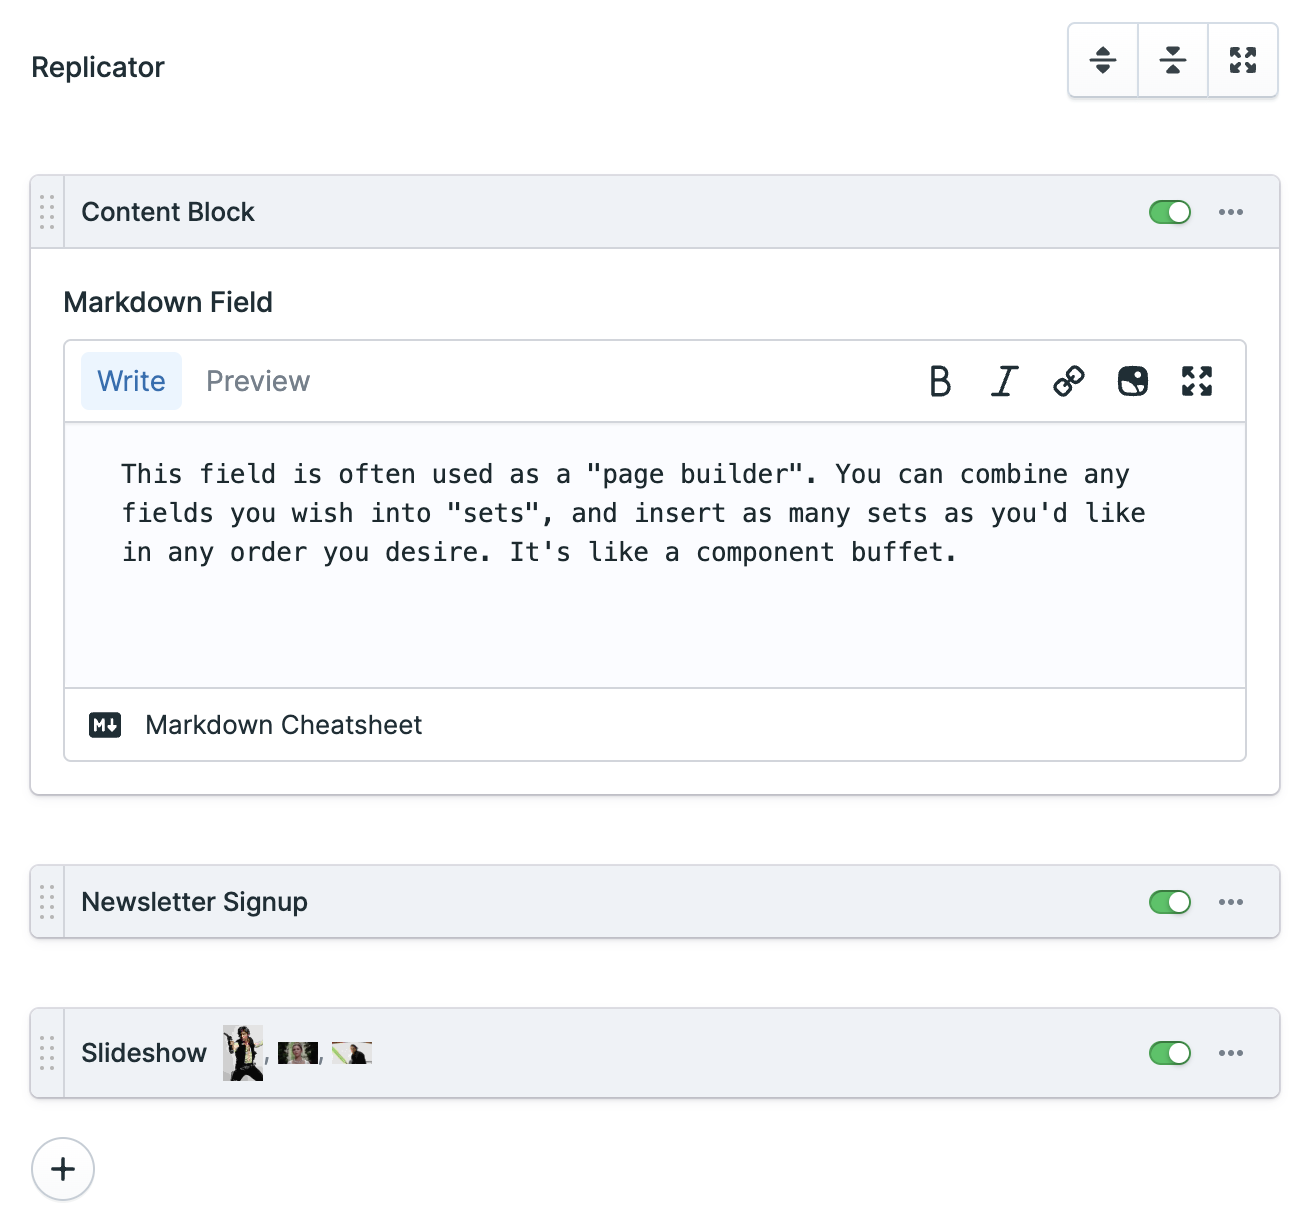 Replicator
Content Block
Markdown Field
Write Preview
This field is often used as a "page builder". You can combine any
fields you wish into "sets", and insert as many sets as you'd like
in any order you desire. It's like a component buffet.
M Markdown Cheatsheet
Newsletter Signup
Slideshow , ,